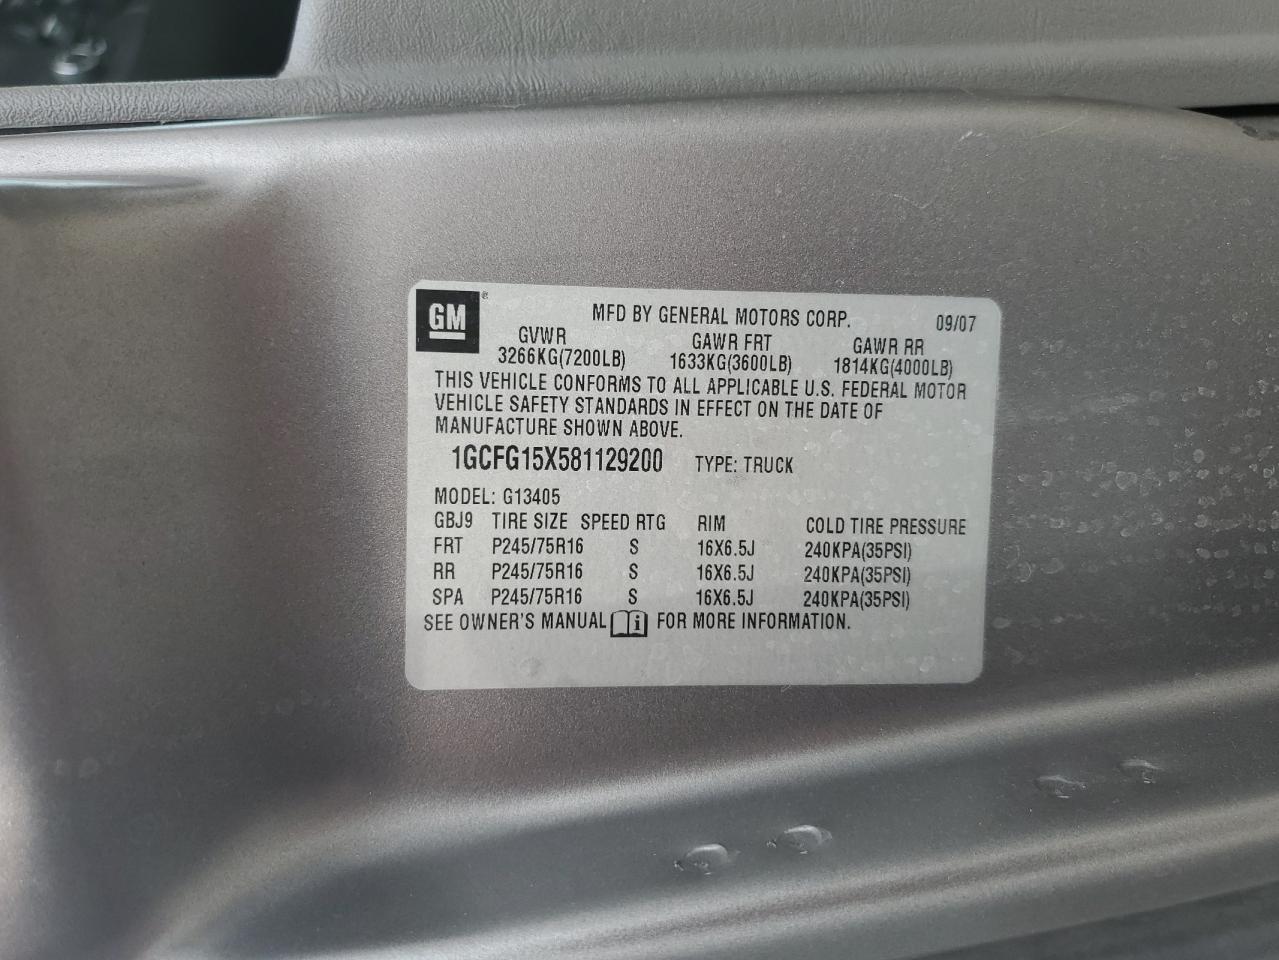 GM®
MFD BY GENERAL MOTORS CORP. 09/07
GVWR GAWR FRT GAWR RR
3266KG(7200LB) 1633KG(3600LB) 1814KG(4000LB)
THIS VEHICLE CONFORMS TO ALL APPLICABLE U.S. FEDERAL MOTOR
VEHICLE SAFETY STANDARDS IN EFFECT ON THE DATE OF
MANUFACTURE SHOWN ABOVE.
1GCFG15X581129200 TYPE: TRUCK
MODEL: G13405
GBJ9 TIRE SIZE SPEED RTG RIM COLD TIRE PRESSURE
FRT P245/75R16 S 16X6.5J 240KPA(35PSI)
RR P245/75R16 S 16X6.5J 240KPA(35PSI)
SPA P245/75R16 S 16X6.5J 240KPA(35PSI)
SEE OWNER'S MANUAL i FOR MORE INFORMATION.